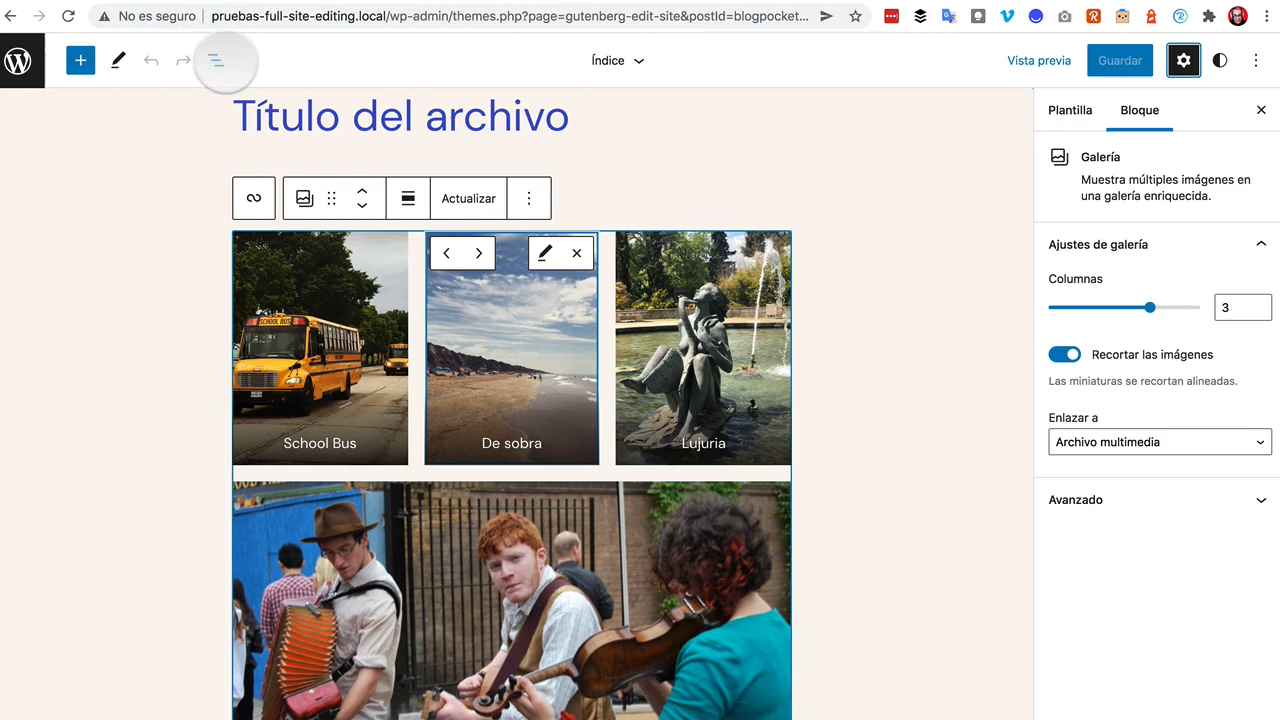 No es seguro
pruebas-full-site-editing.local/wp-admin/themes.php?page=gutenberg-edit-site&postId=blogpocket...
Índice
Vista previa
Guardar
Título del archivo
Plantilla
Bloque
Galería
Muestra múltiples imágenes en
una galería enriquecida.
Actualizar
Ajustes de galería
Columnas
3
Recortar las imágenes
Las miniaturas se recortan alineadas.
Enlazar a
Archivo multimedia
Avanzado
SCHOOL BUS
School Bus
De sobra
Lujuria